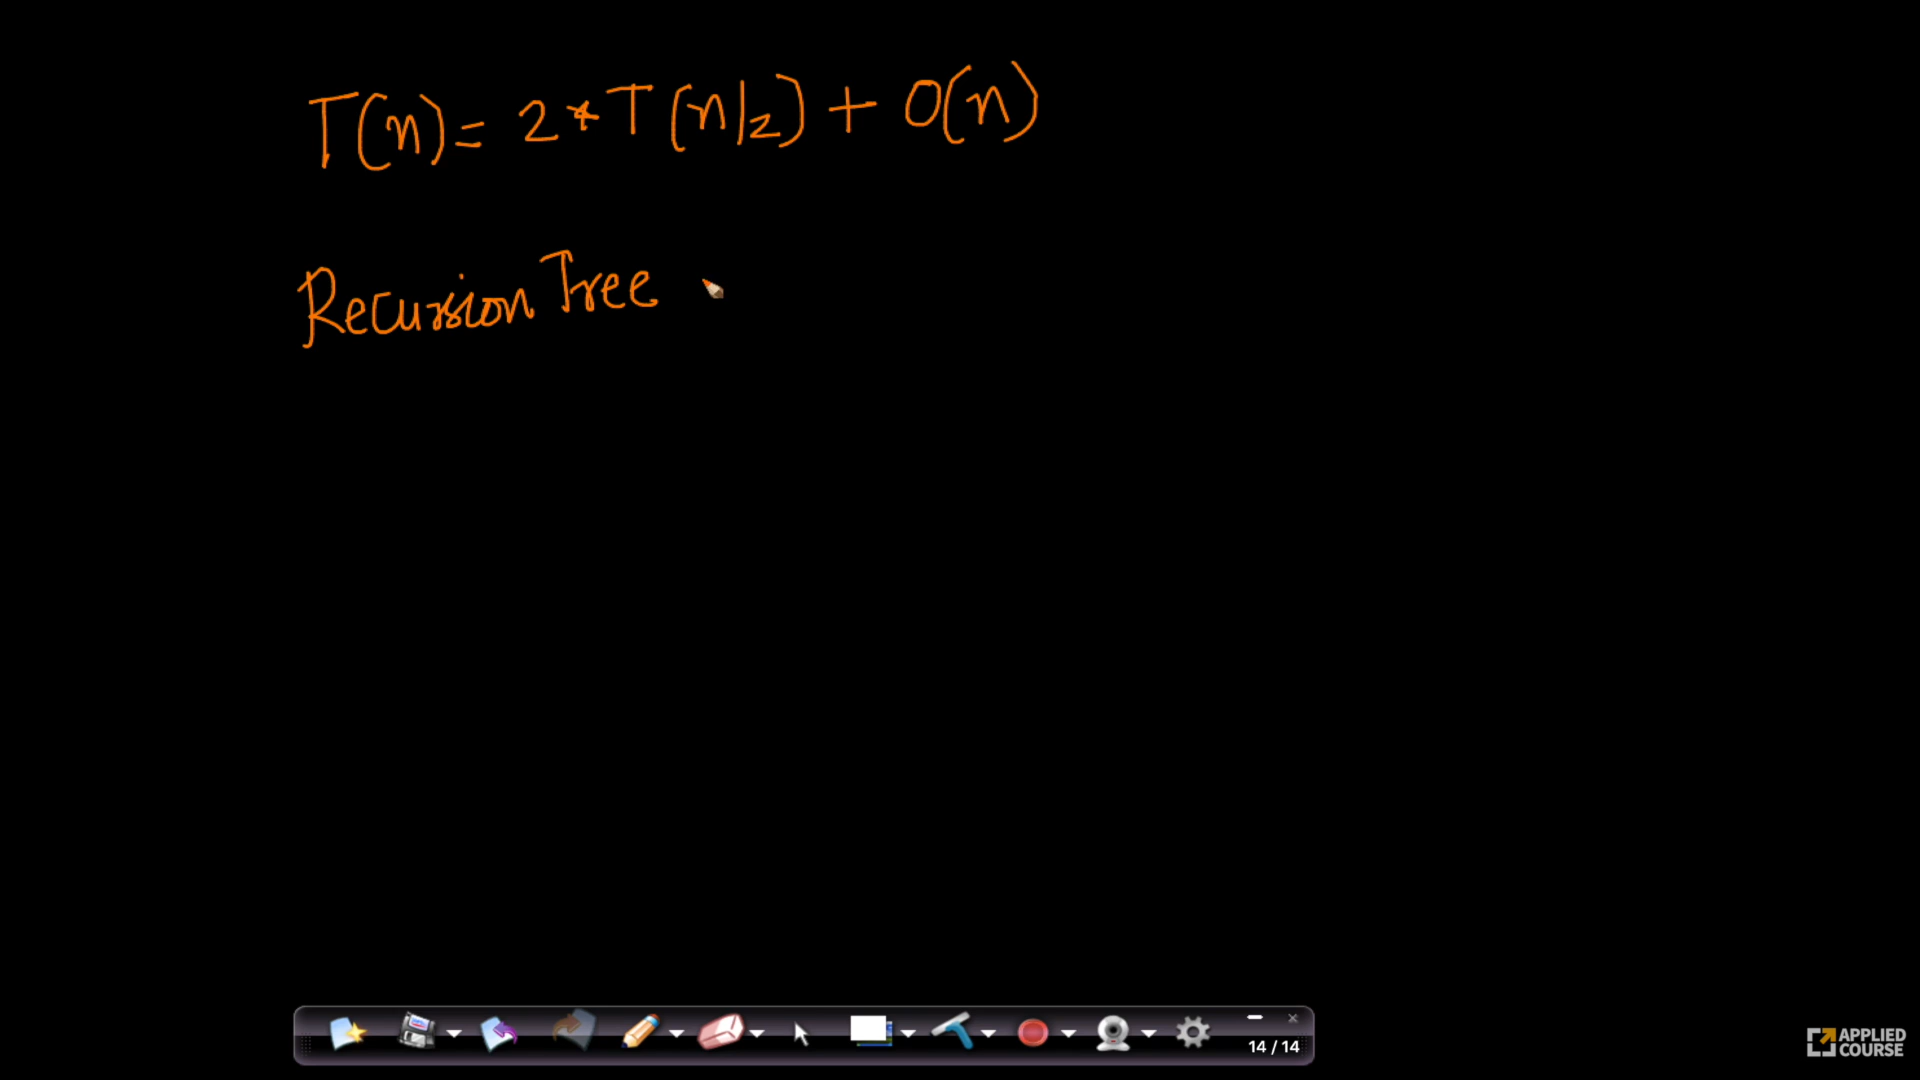 T(n) = 2 * T(n/2) + O(n)
Recursion Tree
14 / 14
APPLIED
COURSE